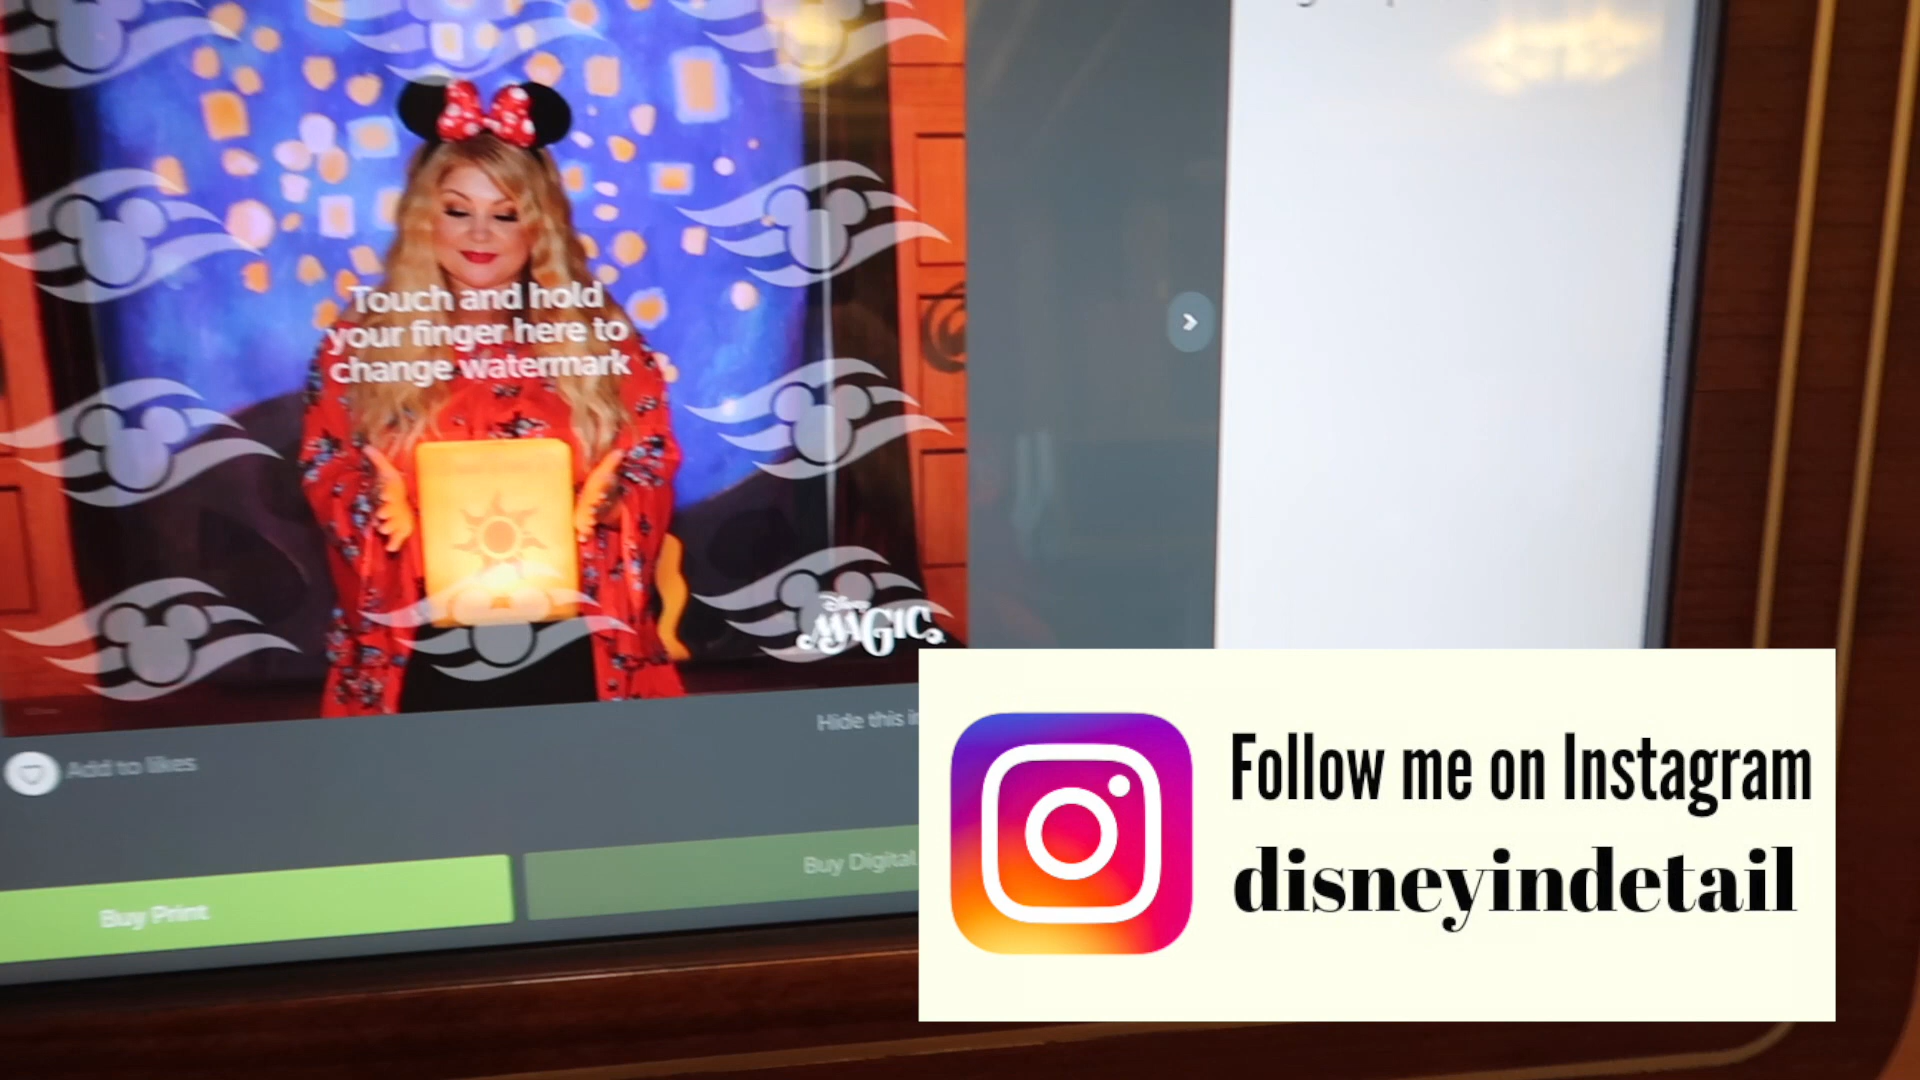 Touch and hold
your finger here to
change watermark
Disney
MAGIC
Hide this
Add to likes
Buy Digital
Buy Print
Follow me on Instagram
disneyindetail